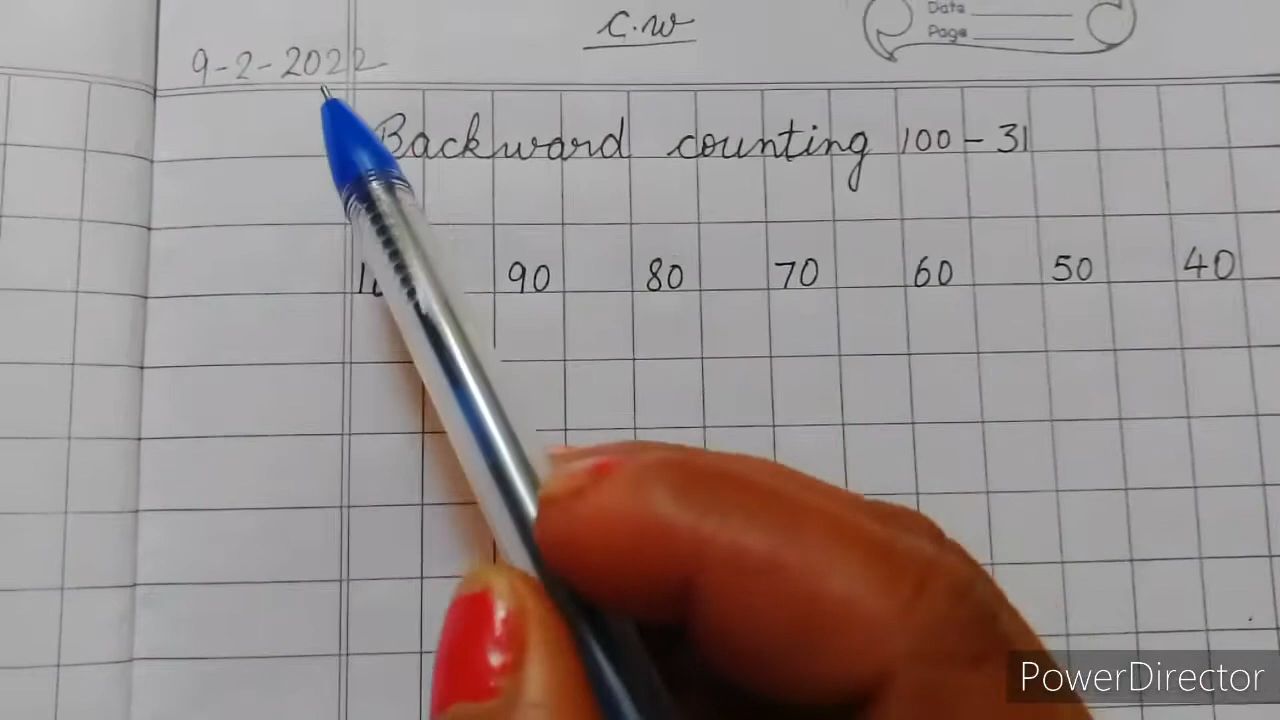 C.W
Date
Page
9-2-2022
Backward counting 100-31
90 80 70 60 50 40
PowerDirector